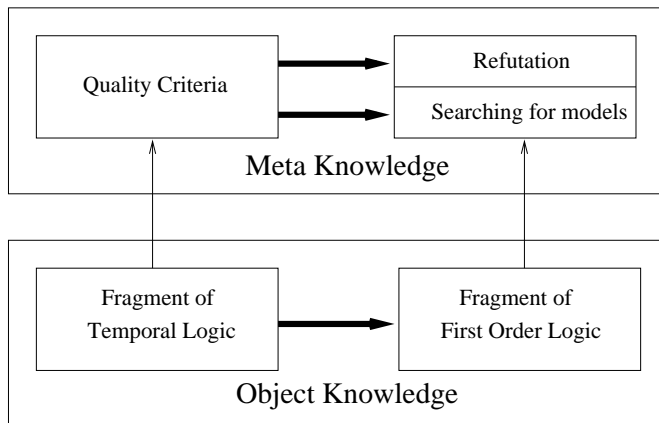 Quality Criteria
Refutation
Searching for models
Meta Knowledge
Fragment of
Temporal Logic
Fragment of
First Order Logic
Object Knowledge